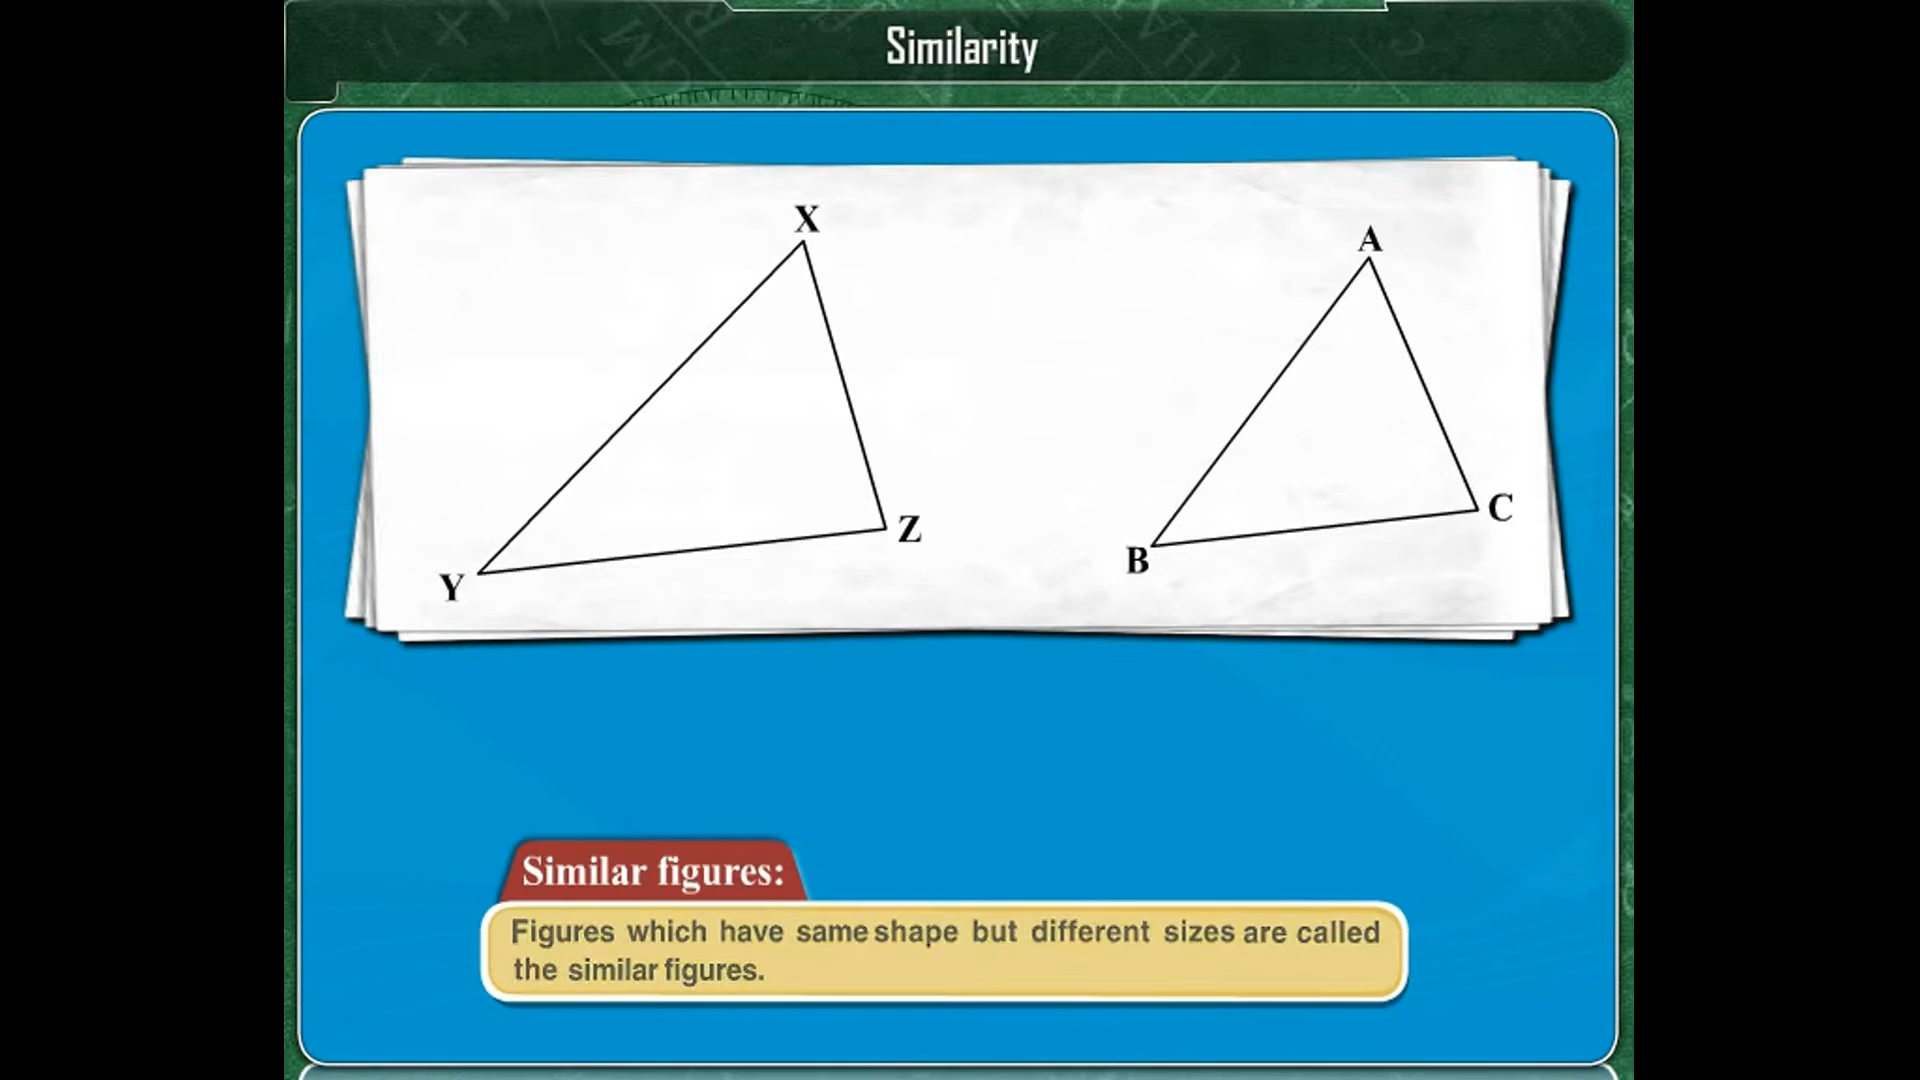 Similarity
X
A
Y
Z
B
C
Similar figures:
Figures which have same shape but different sizes are called
the similar figures.